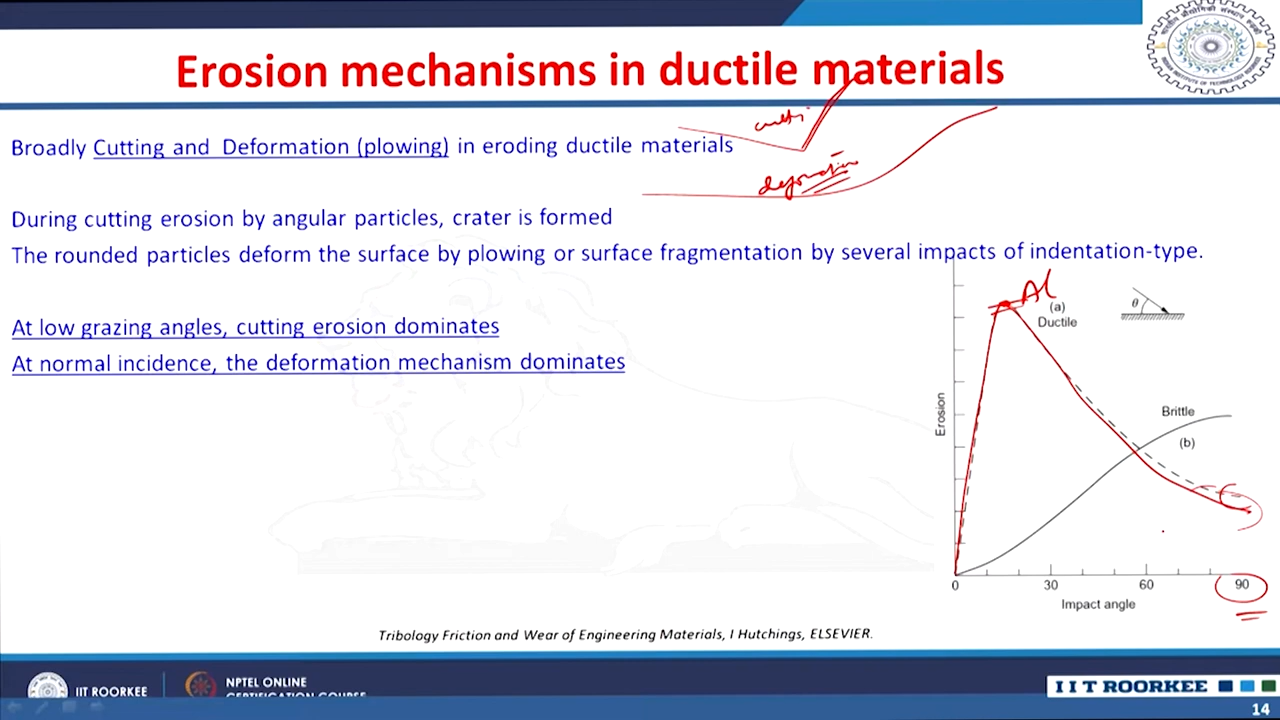 Erosion mechanisms in ductile materials
Broadly Cutting and Deformation (plowing) in eroding ductile materials
deformation
During cutting erosion by angular particles, crater is formed
The rounded particles deform the surface by plowing or surface fragmentation by several impacts of indentation-type.
At low grazing angles, cutting erosion dominates
At normal incidence, the deformation mechanism dominates
Al
(a)
Ductile
θ
Brittle
(b)
Erosion
0 30 60 90
Impact angle
Tribology Friction and Wear of Engineering Materials, I Hutchings, ELSEVIER.
IIT ROORKEE
NPTEL ONLINE
CERTIFICATION COURSE
IIT ROORKEE
14